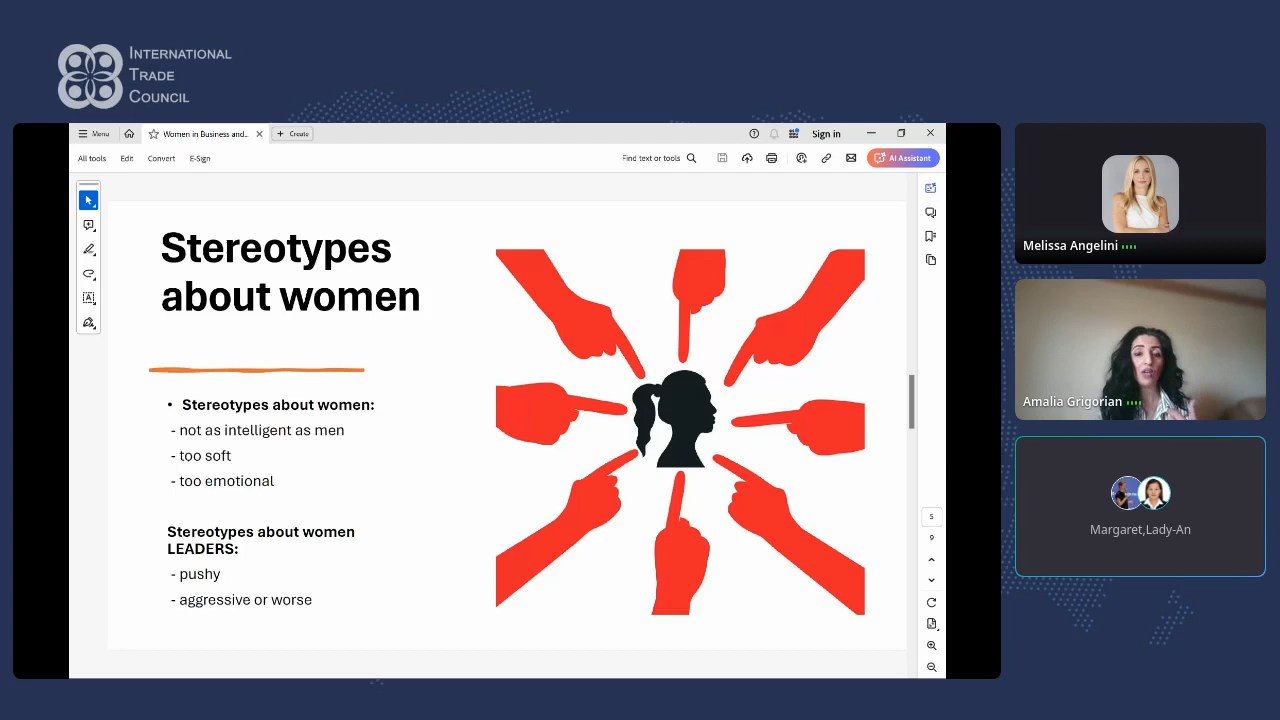 INTERNATIONAL
TRADE
COUNCIL
Menu
Women in Business and..
Create
Sign in
All tools
Edit
Convert
E-Sign
Find text or tools
AI Assistant
Stereotypes
about women
• Stereotypes about women:
- not as intelligent as men
- too soft
- too emotional
Stereotypes about women
LEADERS:
- pushy
- aggressive or worse
5
9
Melissa Angelini
Amalia Grigorian
Margaret,Lady-An